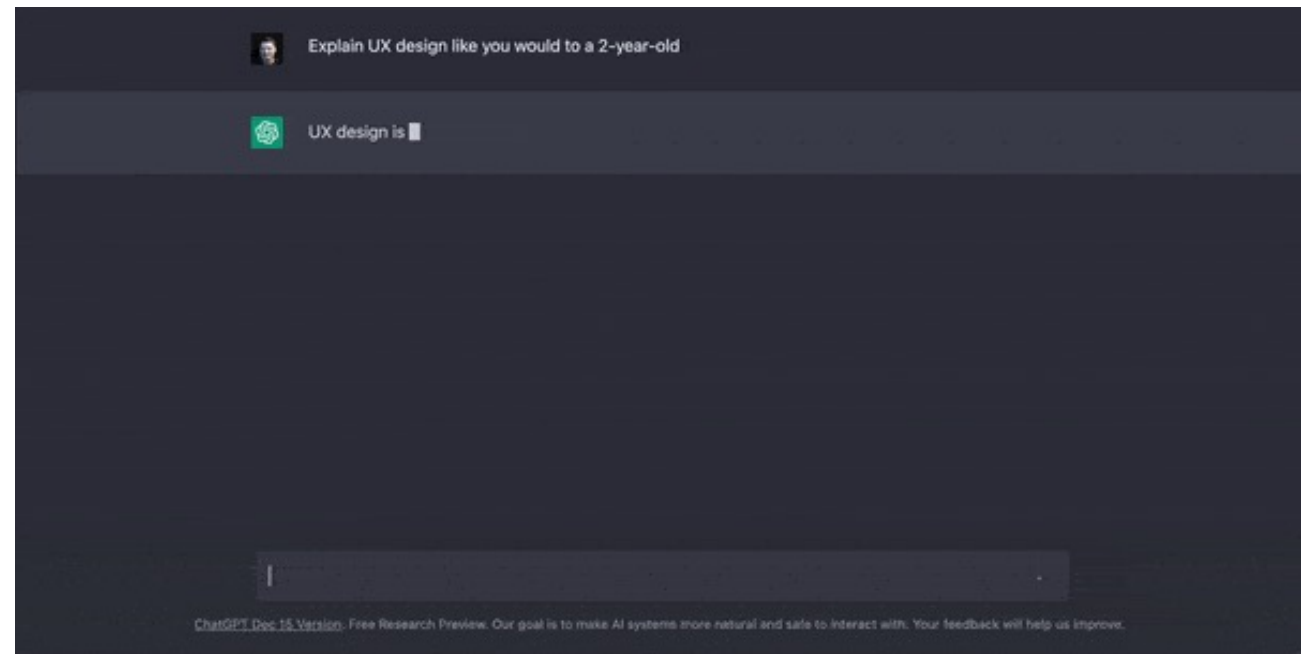 Explain UX design like you would to a 2-year-old
UX design is
ChatGPT Dec 15 Version. Free Research Preview. Our goal is to make AI systems more natural and safe to interact with. Your feedback will help us improve.